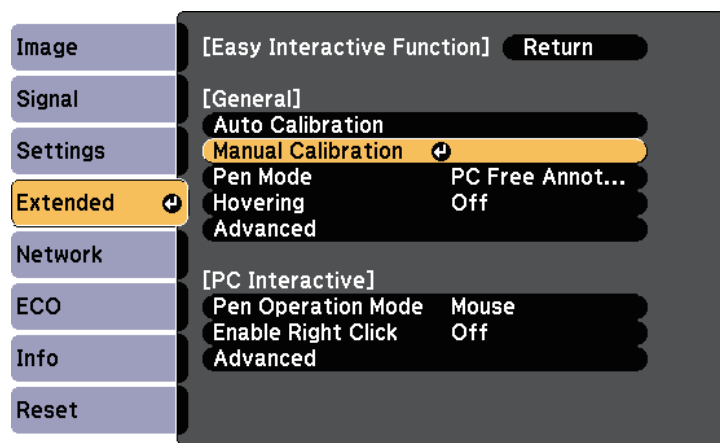 Image
Signal
Settings
Extended
Network
ECO
Info
Reset
[Easy Interactive Function] Return
[General]
Auto Calibration
Manual Calibration
Pen Mode PC Free Annot...
Hovering Off
Advanced
[PC Interactive]
Pen Operation Mode Mouse
Enable Right Click Off
Advanced